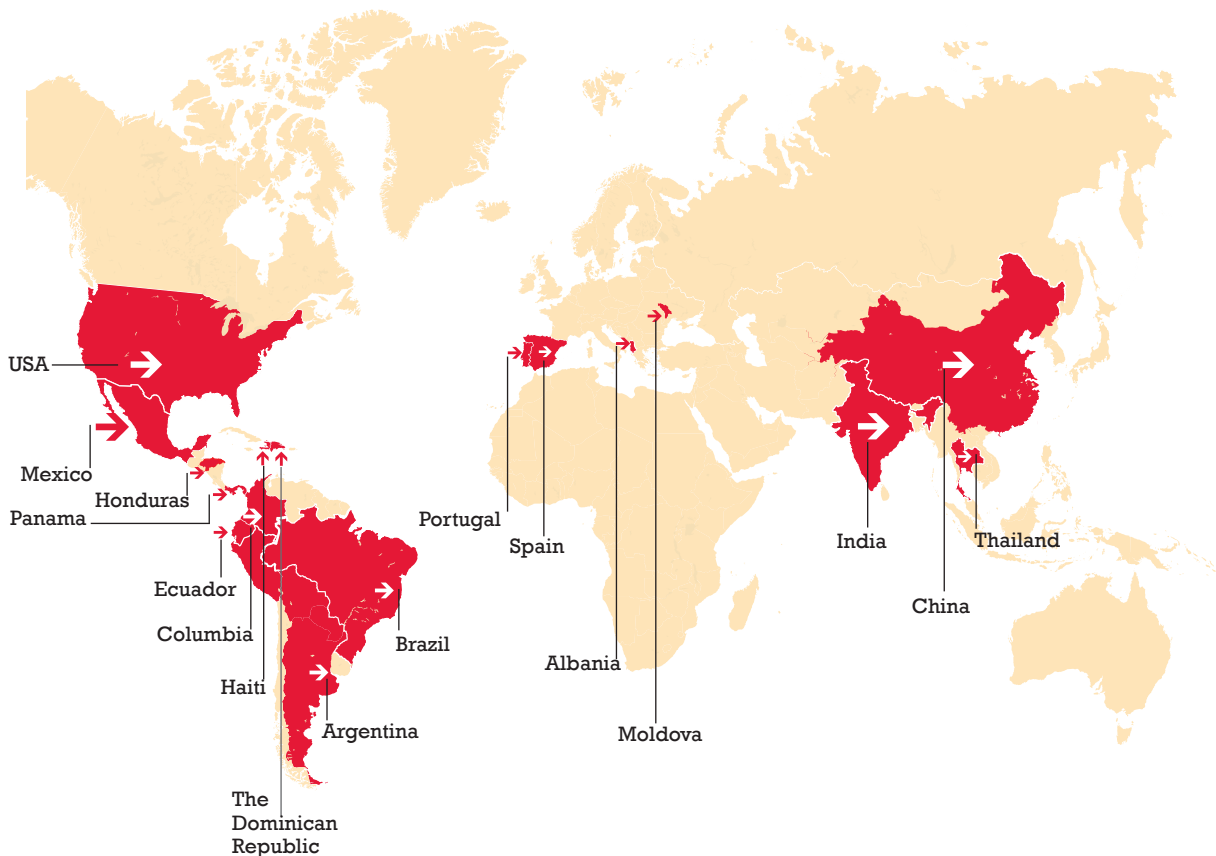 USA
Mexico
Honduras
Panama
Ecuador
Columbia
Haiti
The
Dominican
Republic
Argentina
Brazil
Portugal
Spain
Albania
Moldova
India
Thailand
China